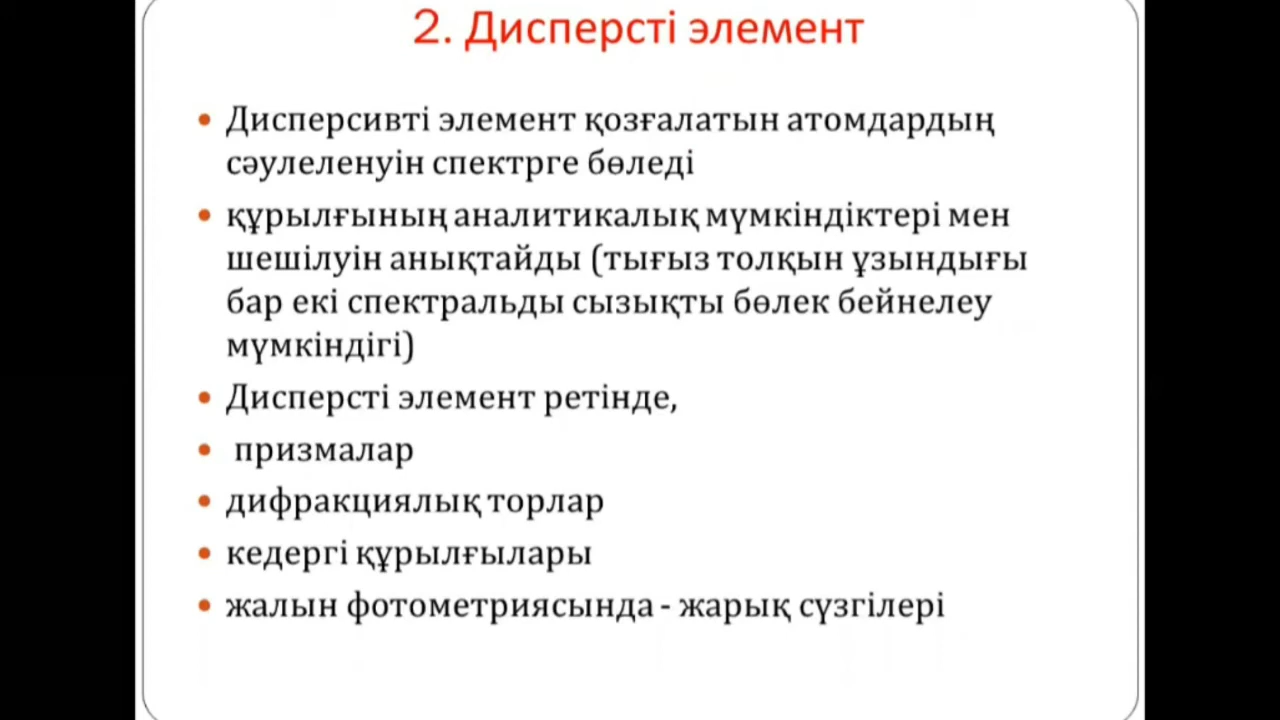 2. Дисперсті элемент
• Дисперсивті элемент қозғалатын атомдардың
сәулеленуін спектрге бөледі
• құрылғының аналитикалық мүмкіндіктері мен
шешілуін анықтайды (тығыз толқын ұзындығы
бар екі спектральды сызықты бөлек бейнелеу
мүмкіндігі)
• Дисперсті элемент ретінде,
• призмалар
• дифракциялық торлар
• кедергі құрылғылары
• жалын фотометриясында - жарық сүзгілері